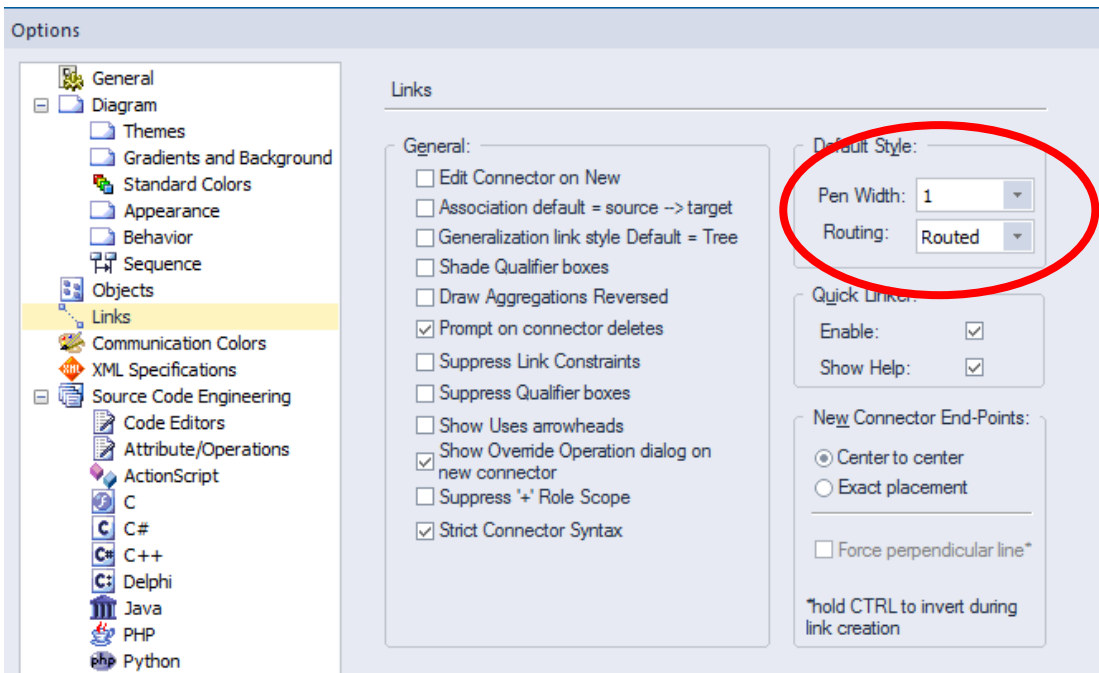 Options
General
Diagram
Themes
Gradients and Background
Standard Colors
Appearance
Behavior
Sequence
Objects
Links
Communication Colors
XML Specifications
Source Code Engineering
Code Editors
Attribute/Operations
ActionScript
C
C#
C++
Delphi
Java
PHP
Python
Links
General:
Edit Connector on New
Association default = source --> target
Generalization link style Default = Tree
Shade Qualifier boxes
Draw Aggregations Reversed
Prompt on connector deletes
Suppress Link Constraints
Suppress Qualifier boxes
Show Uses arrowheads
Show Override Operation dialog on
new connector
Suppress '+' Role Scope
Strict Connector Syntax
Default Style:
Pen Width: 1
Routing: Routed
Quick Linker:
Enable:
Show Help:
New Connector End-Points:
Center to center
Exact placement
Force perpendicular line*
*hold CTRL to invert during
link creation